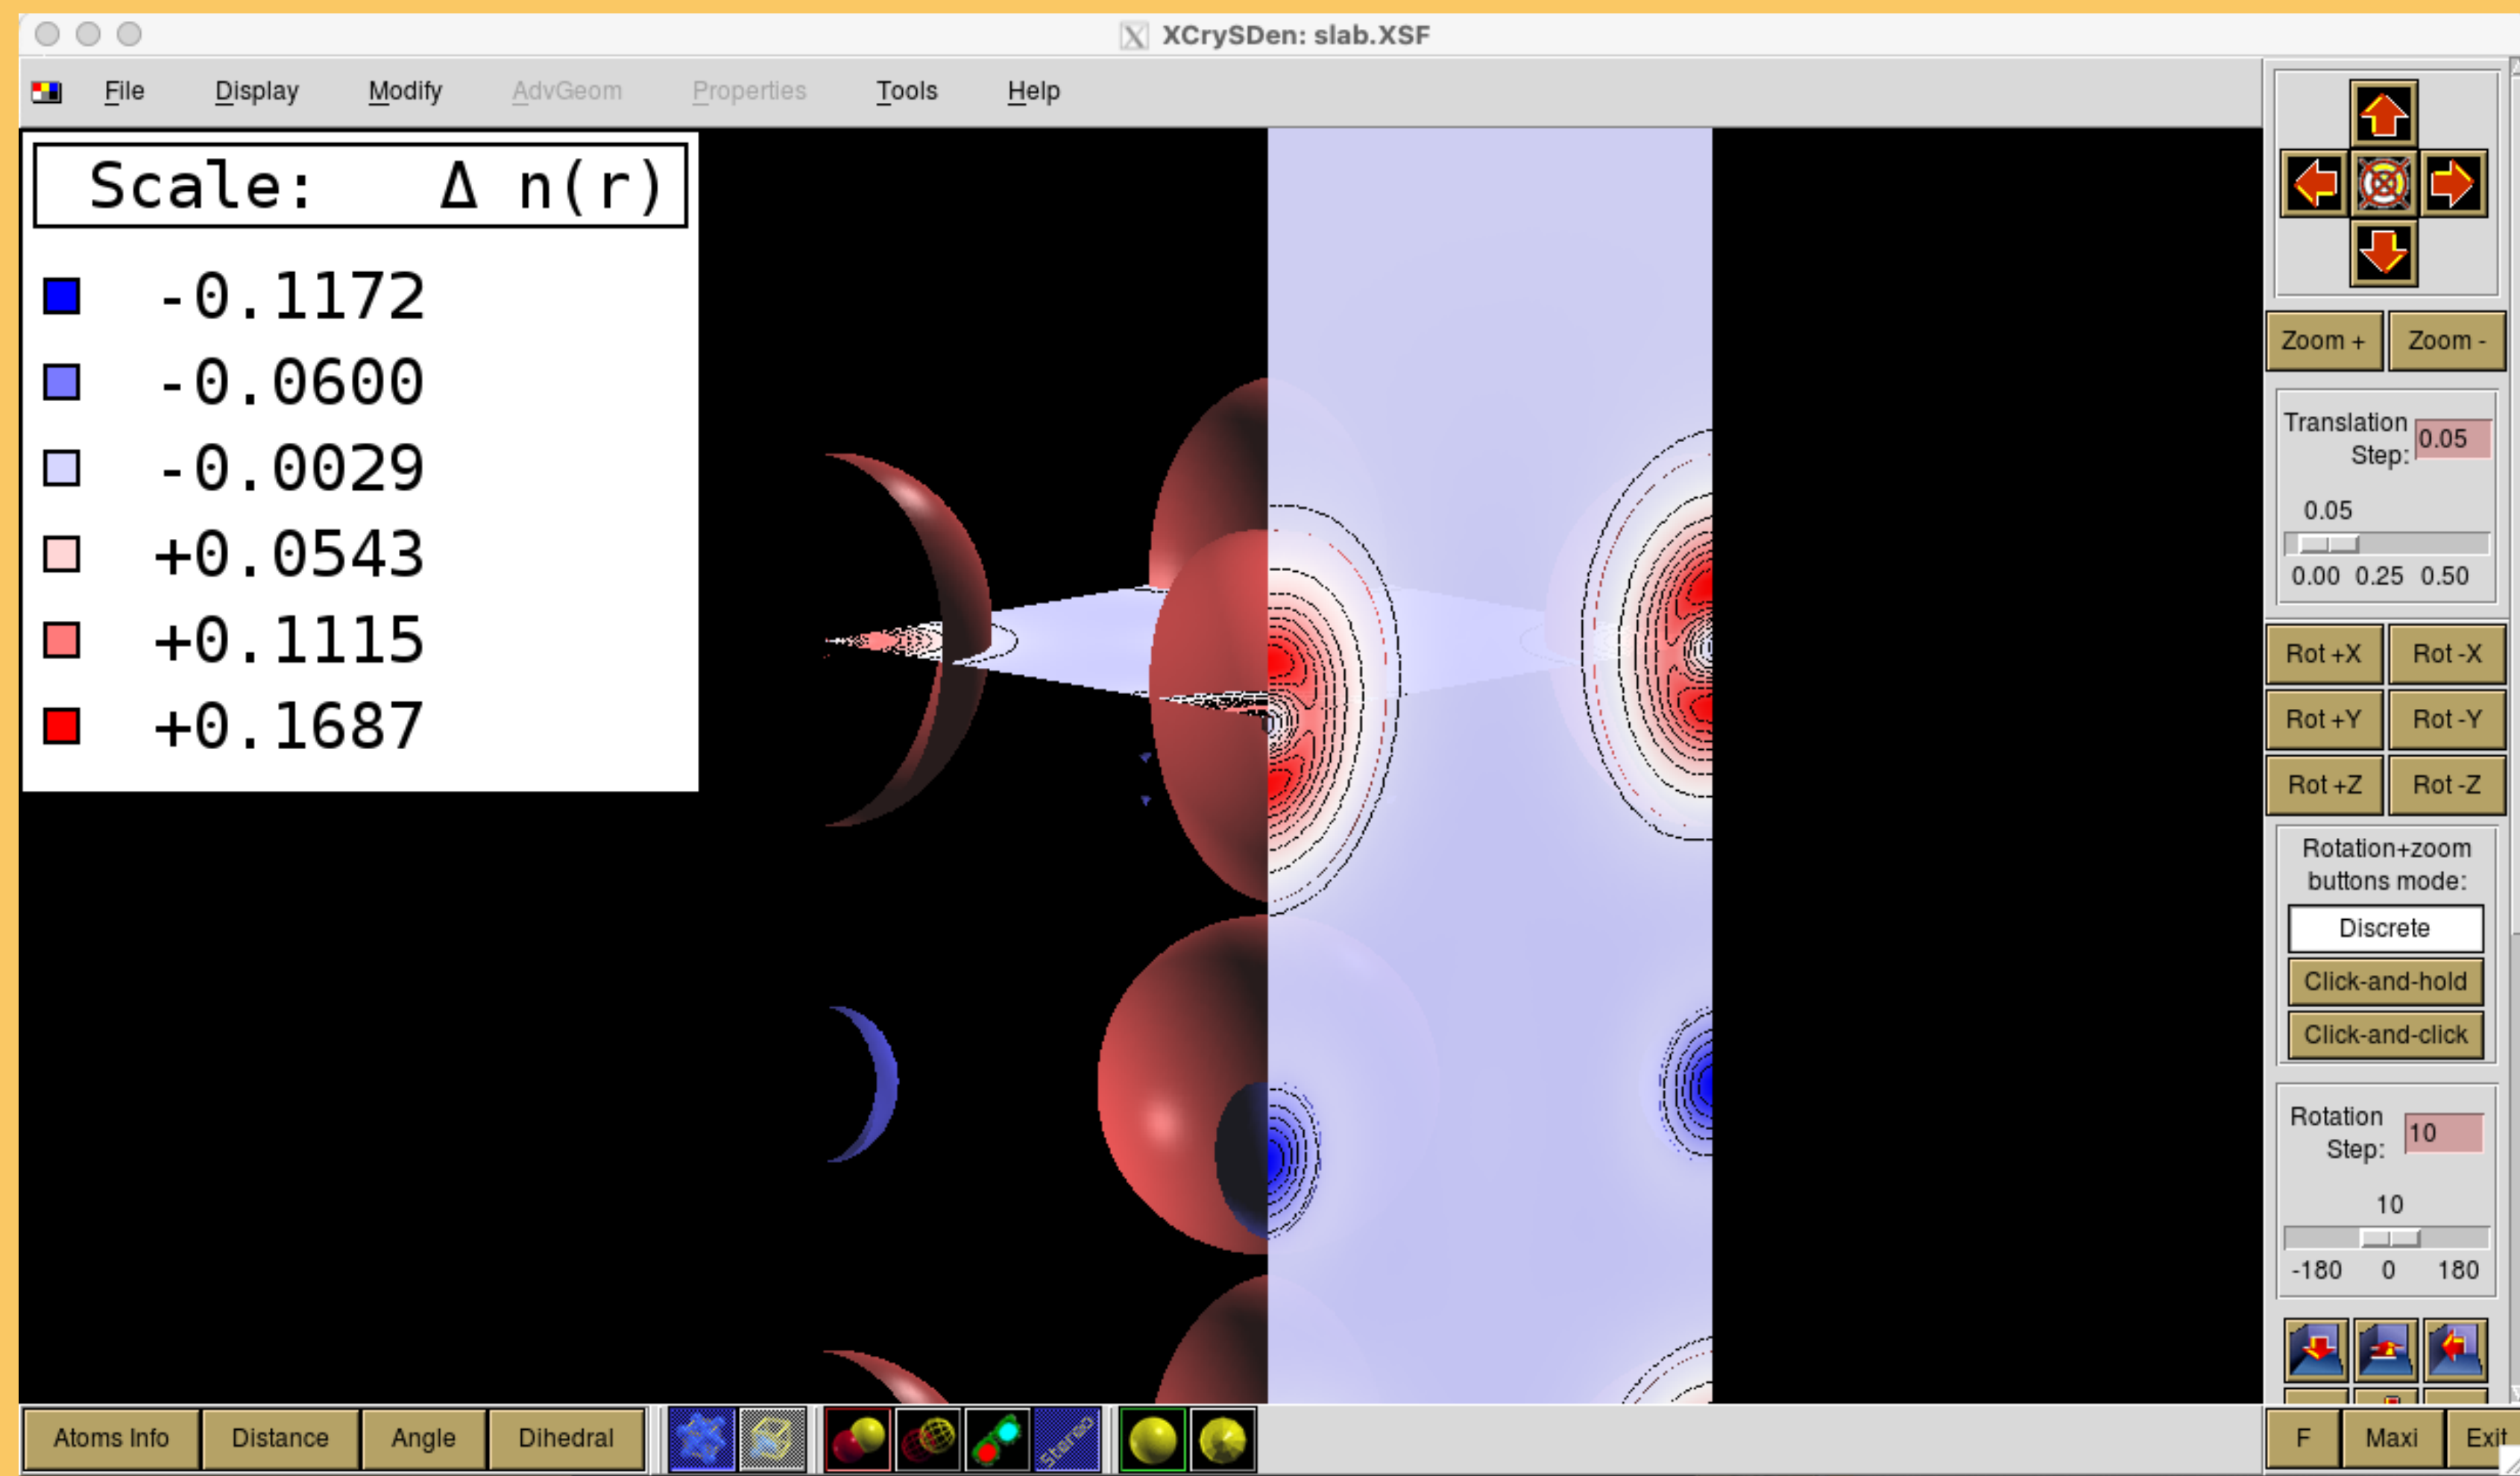 XCrySDen: slab.XSF
File Display Modify AdvGeom Properties Tools Help
Scale: Δ n(r)
-0.1172
-0.0600
-0.0029
+0.0543
+0.1115
+0.1687
Zoom + Zoom -
Translation
Step: 0.05
0.05
0.00 0.25 0.50
Rot +X Rot -X
Rot +Y Rot -Y
Rot +Z Rot -Z
Rotation+zoom
buttons mode:
Discrete
Click-and-hold
Click-and-click
Rotation
Step: 10
10
-180 0 180
Atoms Info Distance Angle Dihedral Stereo F Maxi Exit